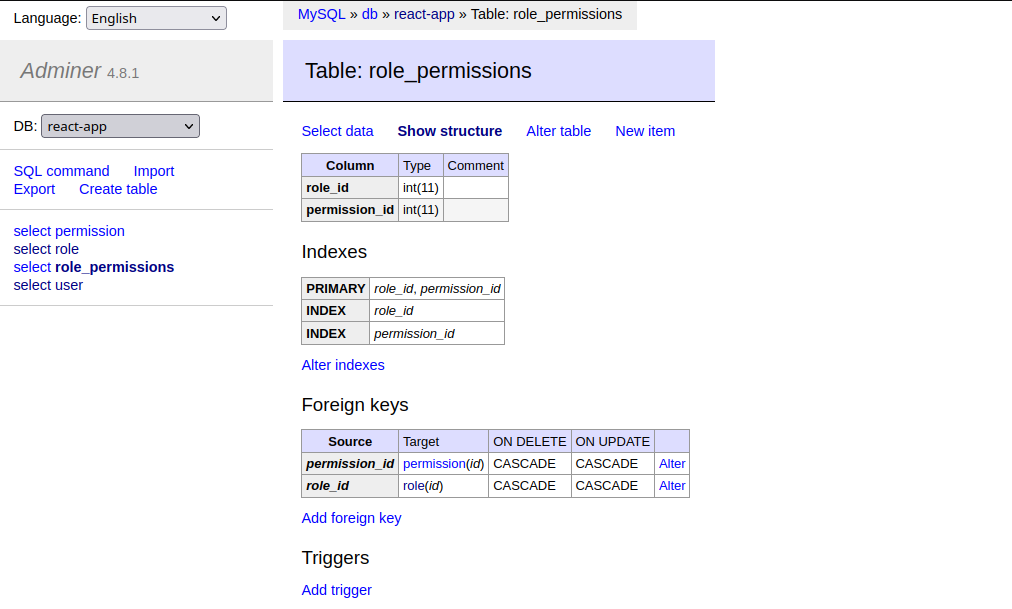 Language: English
MySQL » db » react-app » Table: role_permissions
Adminer 4.8.1
Table: role_permissions
DB: react-app
Select data Show structure Alter table New item
SQL command Import
Export Create table
select permission
select role
select role_permissions
select user
Column Type Comment
role_id int(11)
permission_id int(11)
Indexes
PRIMARY role_id, permission_id
INDEX role_id
INDEX permission_id
Alter indexes
Foreign keys
Source Target ON DELETE ON UPDATE
permission_id permission(id) CASCADE CASCADE Alter
role_id role(id) CASCADE CASCADE Alter
Add foreign key
Triggers
Add trigger